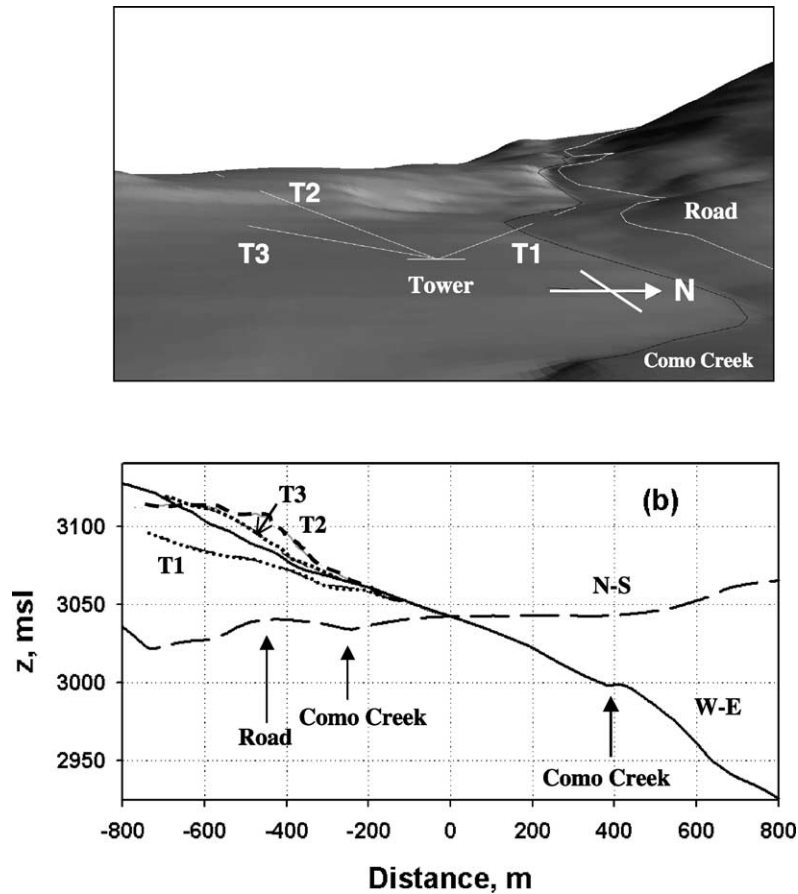 T2
T3
T1
Road
Tower
N
Como Creek
(b)
T3
T2
T1
N-S
W-E
Road
Como Creek
Como Creek
z, msl
3100
3050
3000
2950
-800 -600 -400 -200 0 200 400 600 800
Distance, m